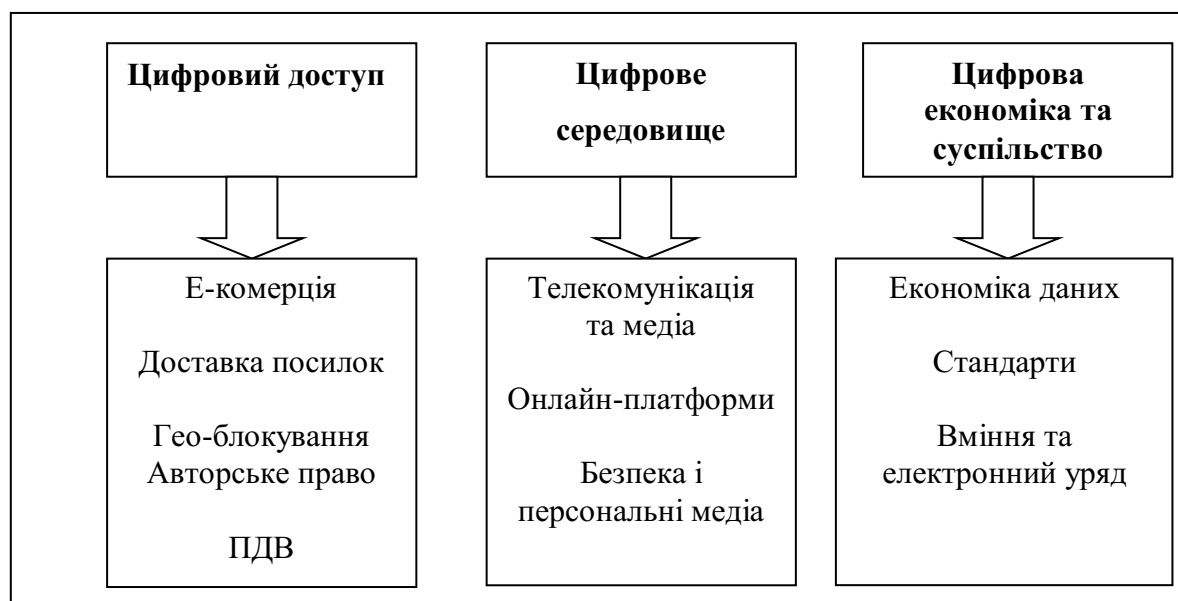 Цифровий доступ
Цифрове
середовище
Цифрова
економіка та
суспільство
Е-комерція
Доставка посилок
Гео-блокування
Авторське право
ПДВ
Телекомунікація
та медіа
Онлайн-платформи
Безпека і
персональні медіа
Економіка даних
Стандарти
Вміння та
електронний уряд